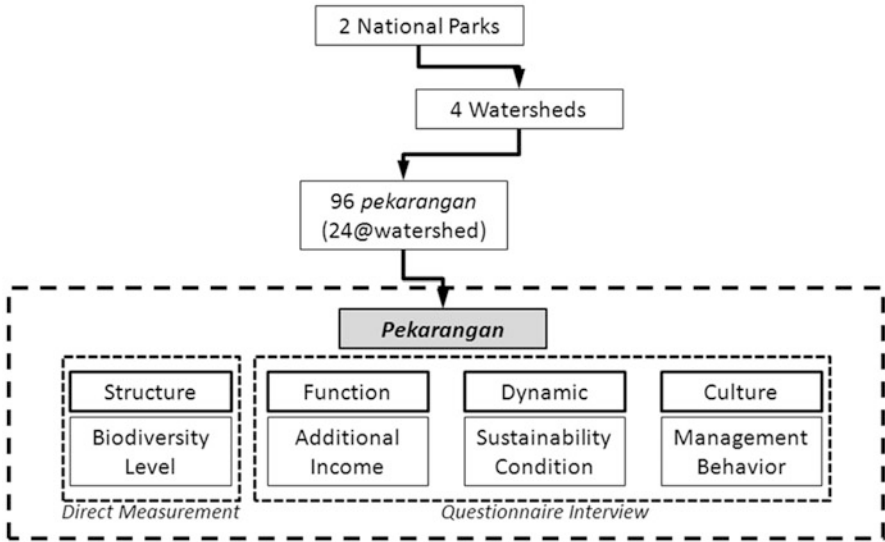 2 National Parks
4 Watersheds
96 pekarangan
(24@watershed)
Pekarangan
Structure
Biodiversity
Level
Function
Additional
Income
Dynamic
Sustainability
Condition
Culture
Management
Behavior
Direct Measurement
Questionnaire Interview